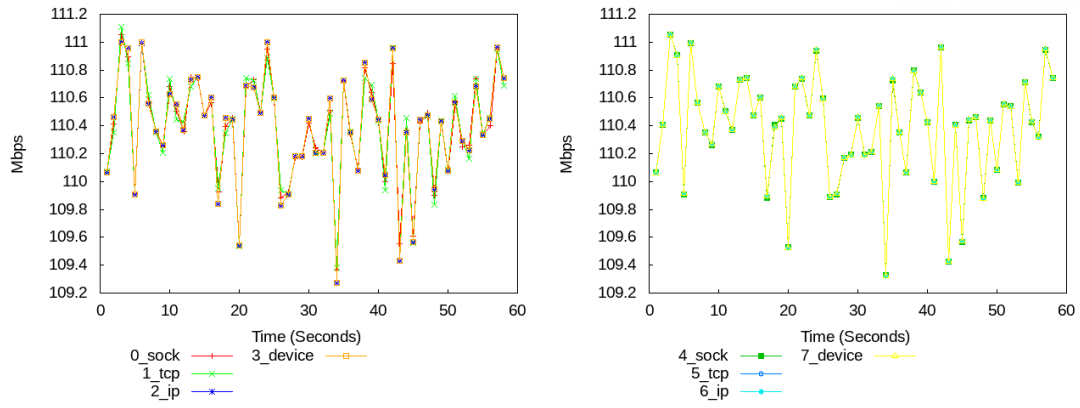 111.2
111
110.8
110.6
110.4
110.2
110
109.8
109.6
109.4
109.2
Mbps
0 10 20 30 40 50 60
Time (Seconds)
0_sock 3_device
1_tcp
2_ip
111.2
111
110.8
110.6
110.4
110.2
110
109.8
109.6
109.4
109.2
Mbps
0 10 20 30 40 50 60
Time (Seconds)
4_sock 7_device
5_tcp
6_ip